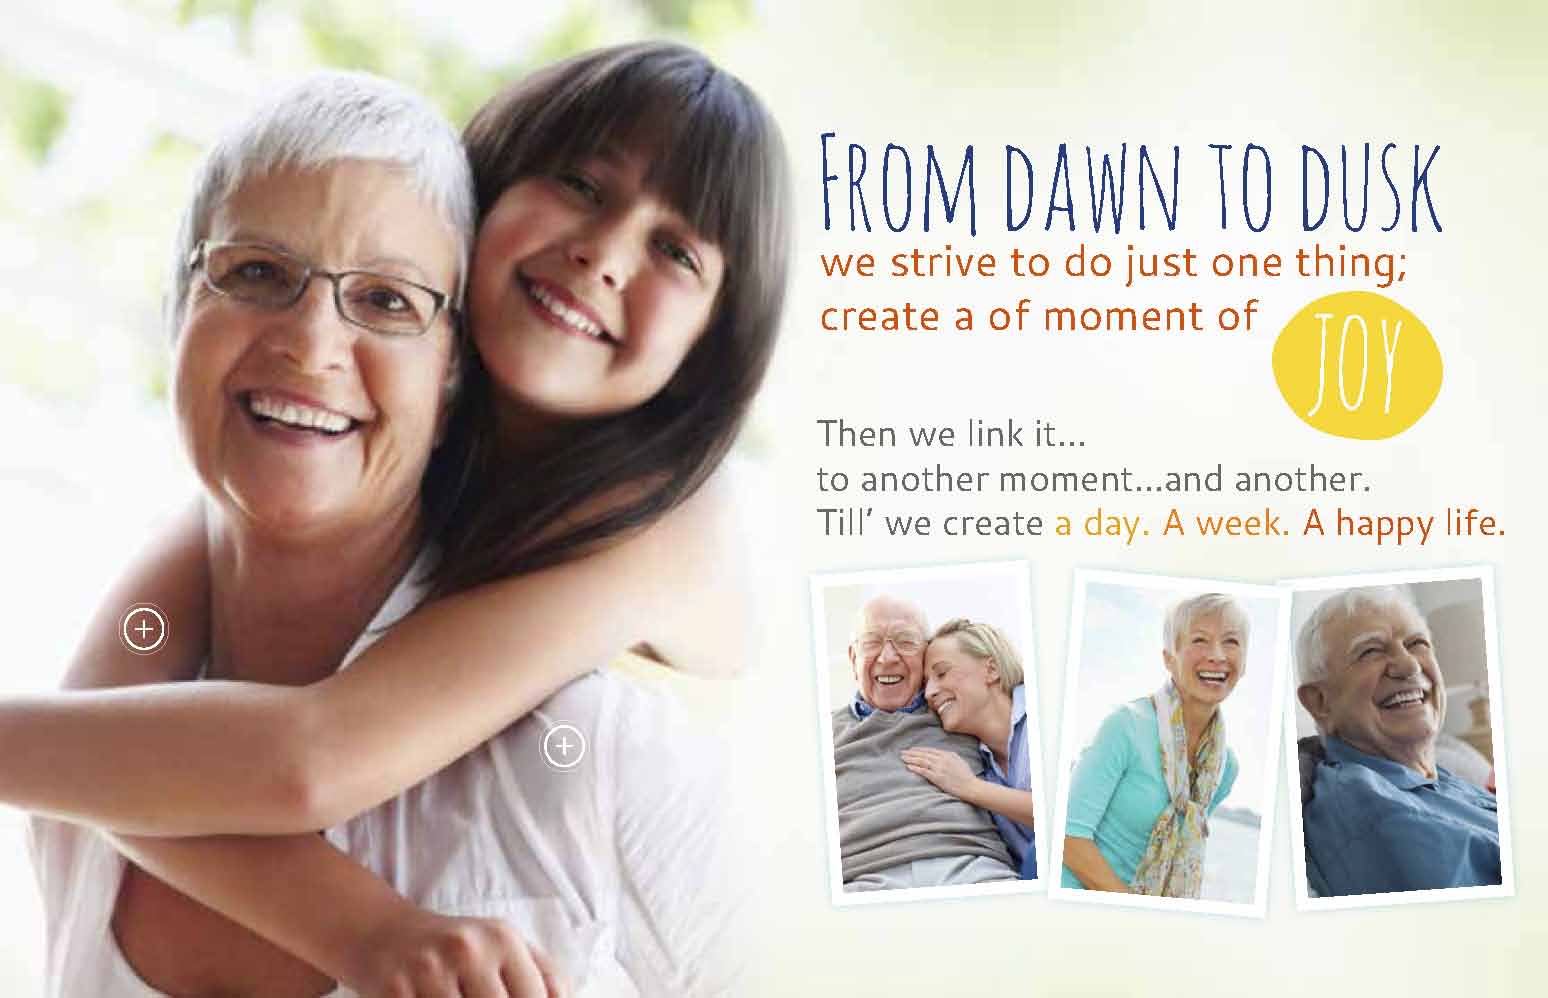 FROM DAWN TO DUSK
we strive to do just one thing;
create a of moment of JOY
Then we link it...
to another moment...and another.
Till’ we create a day. A week. A happy life.